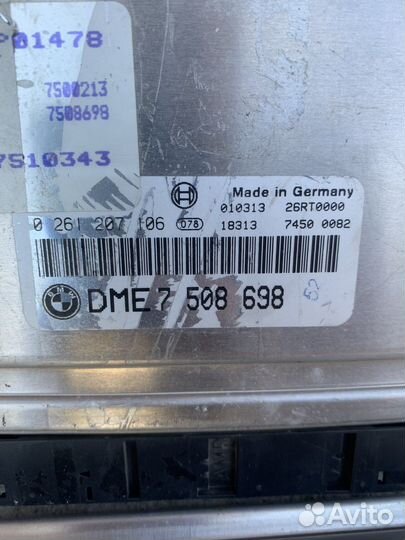 P01478
7500213
7508698
7510343
Made in Germany
010313 26RT0000
0 261 207 106 078 18313 7450 0082
BMW
DME 7 508 698
Avito